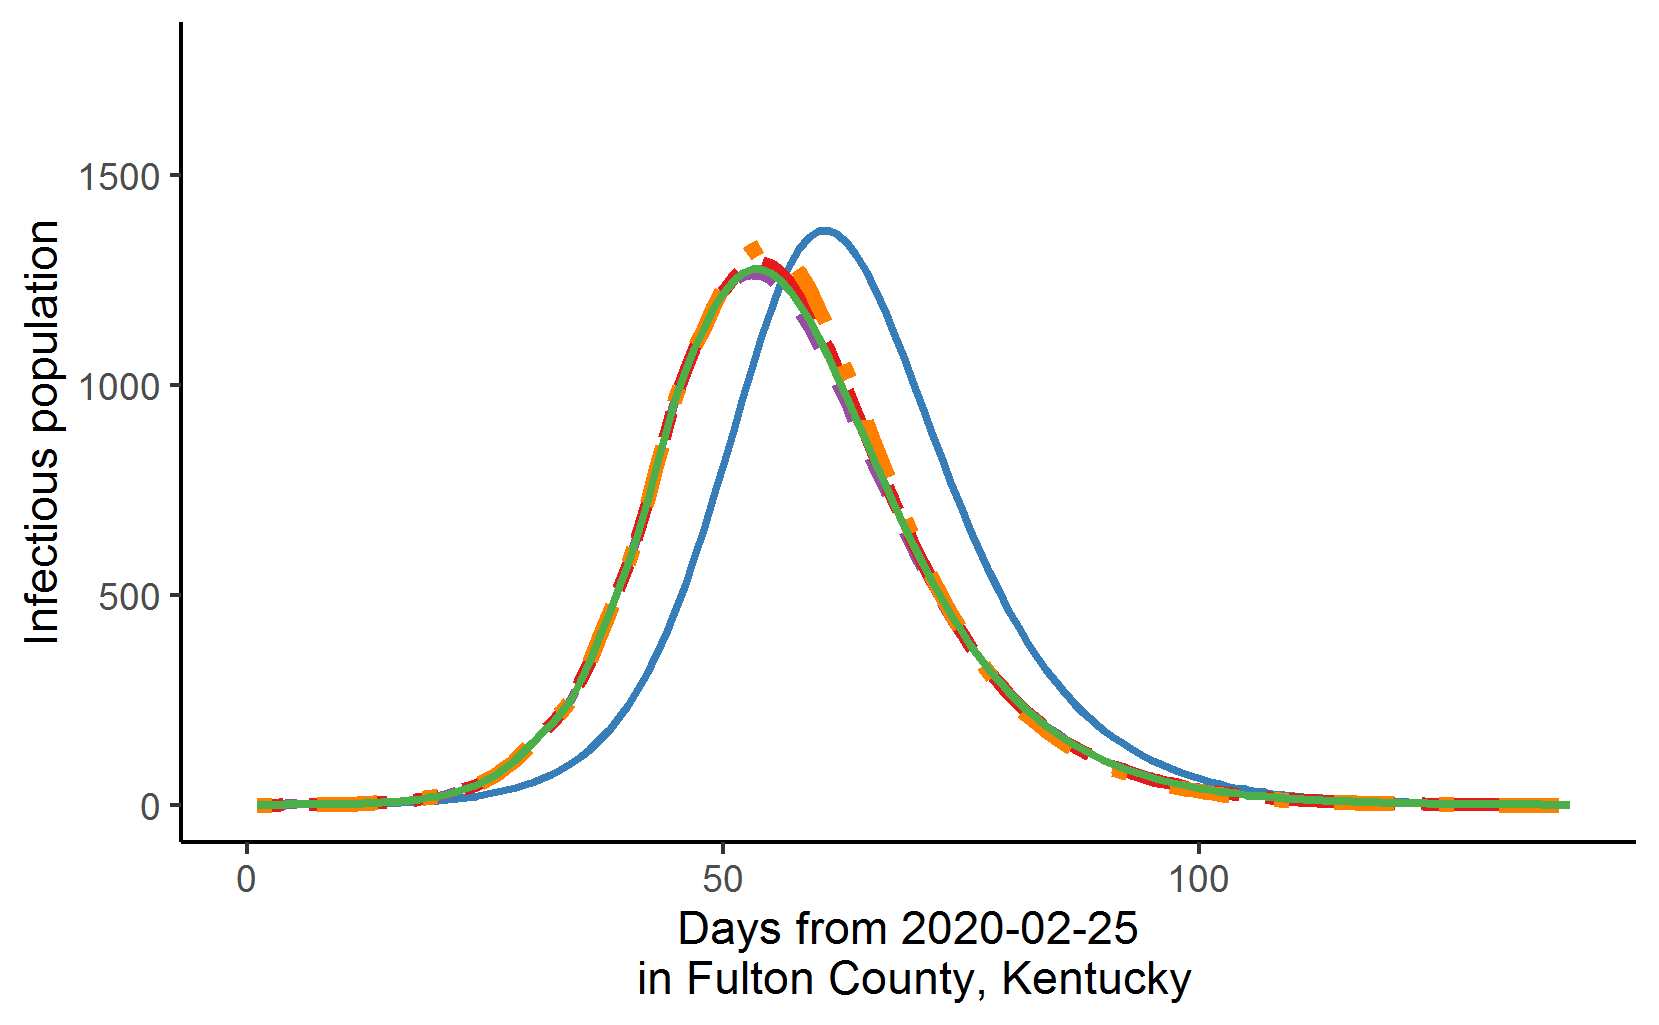 Infectious population
1500
1000
500
0
0 50 100
Days from 2020-02-25
in Fulton County, Kentucky